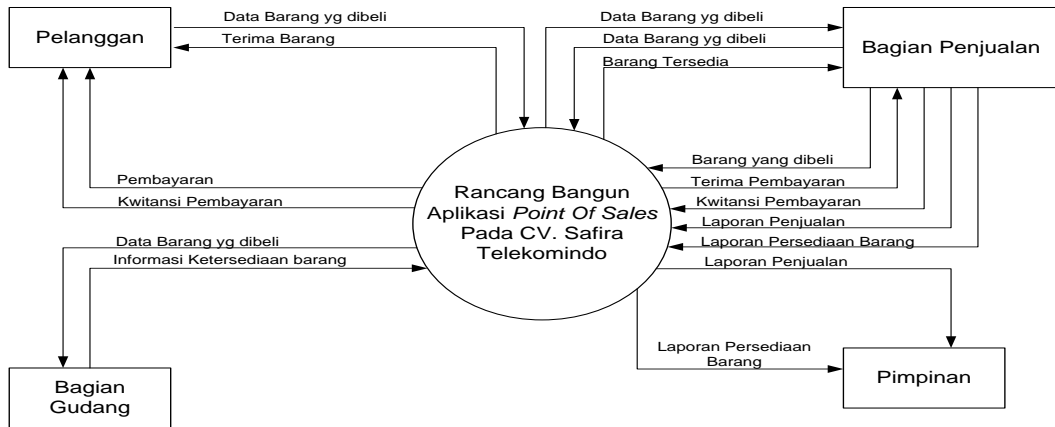 Pelanggan
Data Barang yg dibeli
Terima Barang
Data Barang yg dibeli
Data Barang yg dibeli
Barang Tersedia
Bagian Penjualan
Pembayaran
Kwitansi Pembayaran
Rancang Bangun
Aplikasi Point Of Sales
Pada CV. Safira
Telekomindo
Barang yang dibeli
Terima Pembayaran
Kwitansi Pembayaran
Laporan Penjualan
Laporan Persediaan Barang
Laporan Penjualan
Data Barang yg dibeli
Informasi Ketersediaan barang
Laporan Persediaan
Barang
Bagian
Gudang
Pimpinan